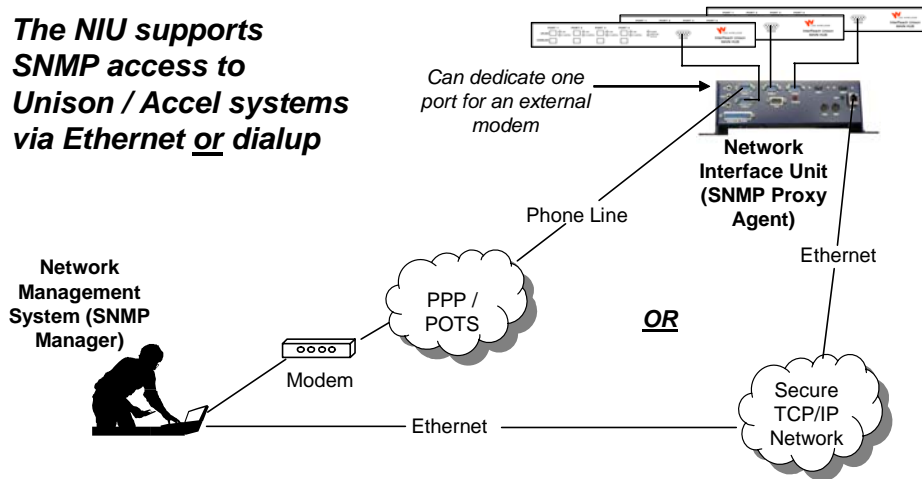 The NIU supports
SNMP access to
Unison / Accel systems
via Ethernet or dialup
Can dedicate one
port for an external
modem
Network
Interface Unit
(SNMP Proxy
Agent)
Phone Line
Ethernet
Network
Management
System (SNMP
Manager)
PPP /
POTS
OR
Modem
Secure
TCP/IP
Network
Ethernet